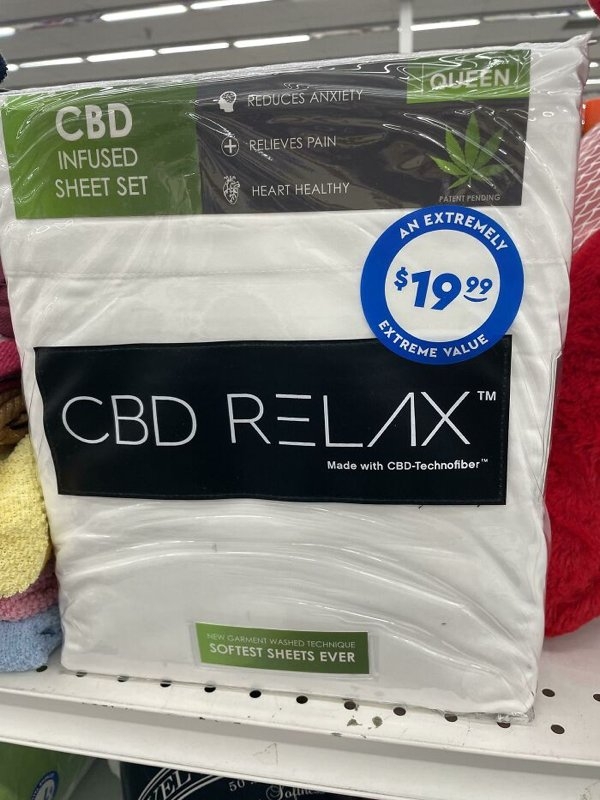 CBD
INFUSED
SHEET SET
REDUCES ANXIETY
RELIEVES PAIN
HEART HEALTHY
QUEEN
PATENT PENDING
AN EXTREMELY
$19.99
EXTREME VALUE
CBD RELAX™
Made with CBD-Technofiber™
NEW GARMENT WASHED TECHNIQUE
SOFTEST SHEETS EVER